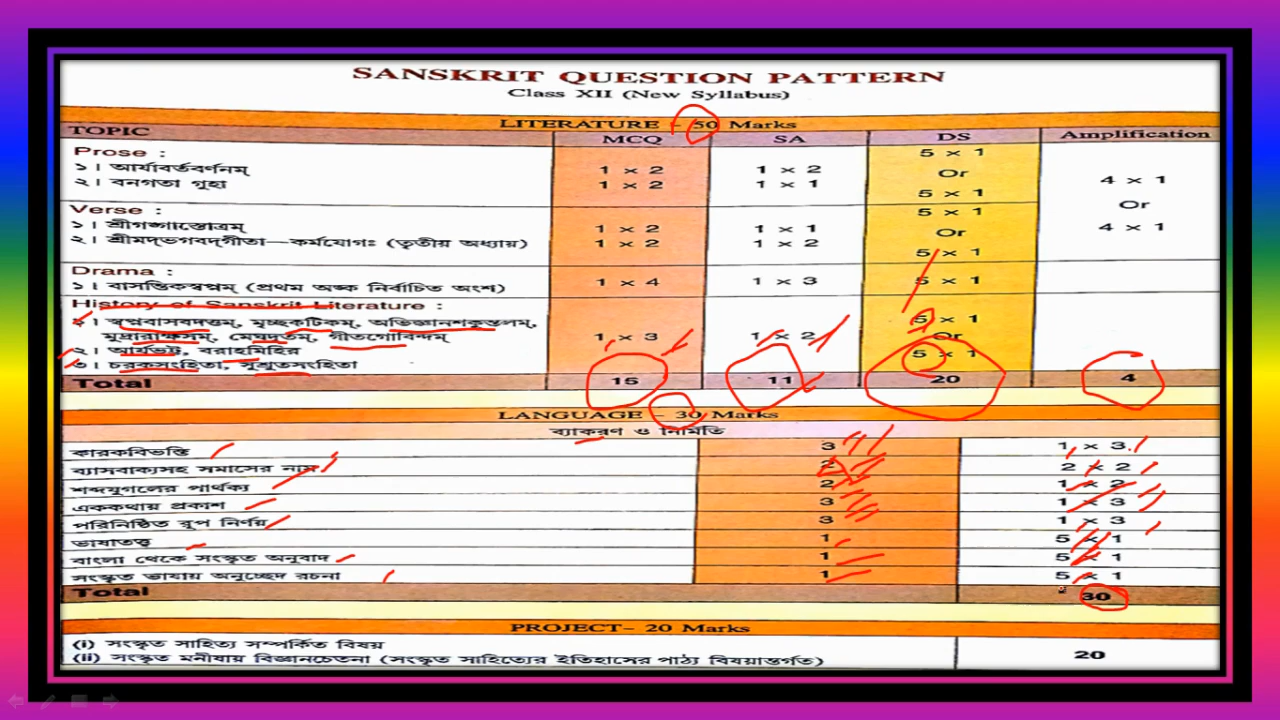 SANSKRIT QUESTION PATTERN
Class XII (New Syllabus)
LITERATURE - 50 Marks
TOPIC MCQ SA DS Amplification
Prose :
১। আর্যাবর্তবর্ণনম্ 1 × 2 1 × 2 5 × 1
২। বনগতা গুহা 1 × 2 1 × 1 Or 5 × 1 4 × 1
Verse : Or
১। শ্রীগঙ্গাস্তোত্রম্ 1 × 2 1 × 1 5 × 1 4 × 1
২। শ্রীমদ্ভগবদ্গীতা—কর্মযোগঃ (তৃতীয় অধ্যায়) 1 × 2 1 × 2 Or 5 × 1
Drama :
১। বাসন্তিকস্বপ্নম্ (প্রথম অঙ্ক নির্বাচিত অংশ) 1 × 4 1 × 3 5 × 1
History of Sanskrit Literature :
১। স্বপ্নবাসবদত্তম্, মৃচ্ছকটিকম্, অভিজ্ঞানশকুন্তলম্, 5 × 1
মুদ্রারাক্ষসম্, মেঘদূতম্, গীতগোবিন্দম্ 1 × 3 1 × 2 Or
২। আর্যভট্ট, বরাহমিহির 5 × 1
৩। চরকসংহিতা, সুশ্রুতসংহিতা
Total 15 11 20 4
LANGUAGE - 30 Marks
ব্যাকরণ ও নির্মিতি
কারকবিভক্তি 3 1 × 3
ব্যাসবাক্যসহ সমাসের নাম 2 2 × 2
শব্দযুগলের পার্থক্য 2 1 × 2
এককথায় প্রকাশ 3 1 × 3
পরিনিষ্ঠিত রূপ নির্ণয় 3 1 × 3
ভাষাতত্ত্ব 1 5 × 1
বাংলা থেকে সংস্কৃত অনুবাদ 1 5 × 1
সংস্কৃত ভাষায় অনুচ্ছেদ রচনা 1 5 × 1
Total 30
PROJECT– 20 Marks
(i) সংস্কৃত সাহিত্য সম্পর্কিত বিষয়
(ii) সংস্কৃত মনীষায় বিজ্ঞানচেতনা (সংস্কৃত সাহিত্যের ইতিহাসের পাঠ্য বিষয়ান্তর্গত) 20